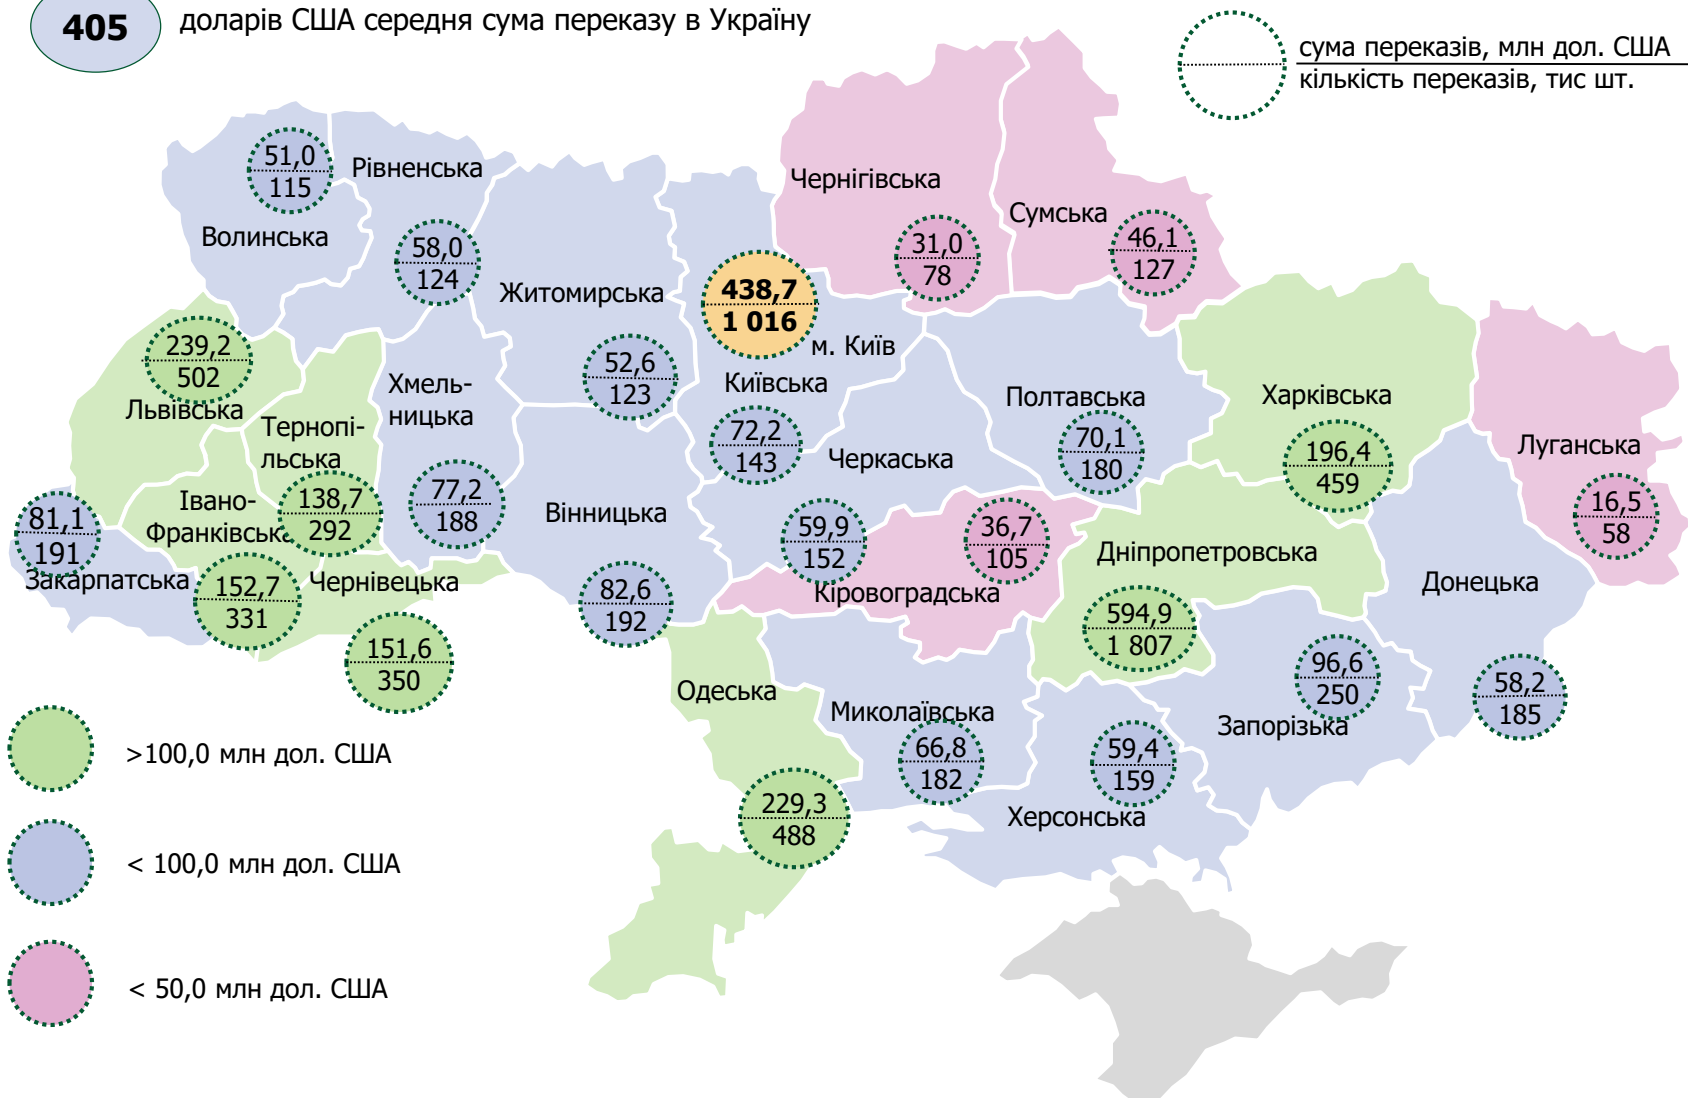 405
доларів США середня сума переказу в Україну
сума переказів, млн дол. США
кількість переказів, тис шт.
51,0
115
Волинська
Рівненська
58,0
124
Житомирська
52,6
123
438,7
1 016
м. Київ
Київська
72,2
143
Чернігівська
31,0
78
Сумська
46,1
127
239,2
502
Львівська
Тернопі-
льська
138,7
292
Хмель-
ницька
77,2
188
Івано-
Франківська
152,7
331
81,1
191
Закарпатська
Чернівецька
151,6
350
Вінницька
82,6
192
Черкаська
59,9
152
Полтавська
70,1
180
Харківська
196,4
459
Луганська
16,5
58
36,7
105
Кіровоградська
Дніпропетровська
594,9
1 807
Донецька
58,2
185
Одеська
229,3
488
Миколаївська
66,8
182
59,4
159
Херсонська
96,6
250
Запорізька
>100,0 млн дол. США
< 100,0 млн дол. США
< 50,0 млн дол. США